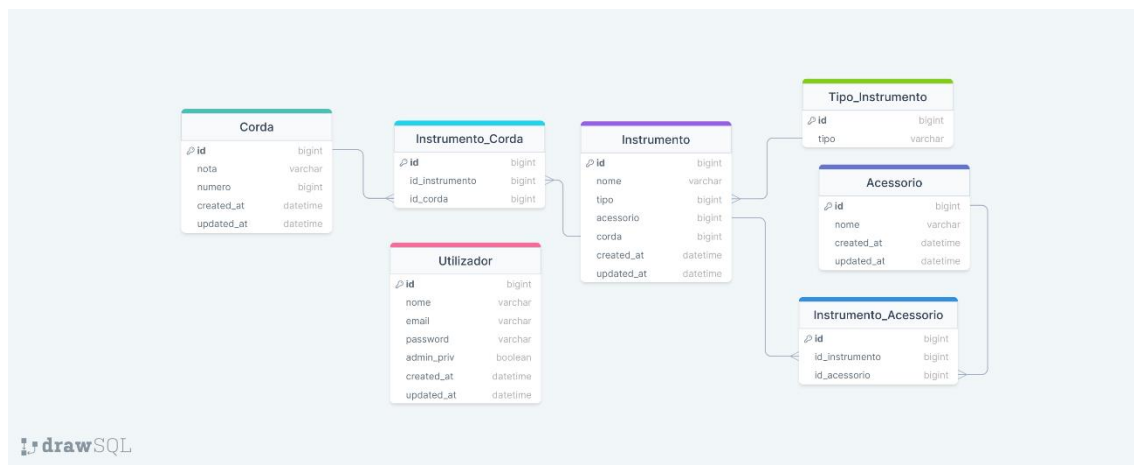 Corda
id bigint
nota varchar
numero bigint
created_at datetime
updated_at datetime
Instrumento_Corda
id bigint
id_instrumento bigint
id_corda bigint
Utilizador
id bigint
nome varchar
email varchar
password varchar
admin_priv boolean
created_at datetime
updated_at datetime
Instrumento
id bigint
nome varchar
tipo bigint
acessorio bigint
corda bigint
created_at datetime
updated_at datetime
Tipo_Instrumento
id bigint
tipo varchar
Acessorio
id bigint
nome varchar
created_at datetime
updated_at datetime
Instrumento_Acessorio
id bigint
id_instrumento bigint
id_acessorio bigint
drawSQL